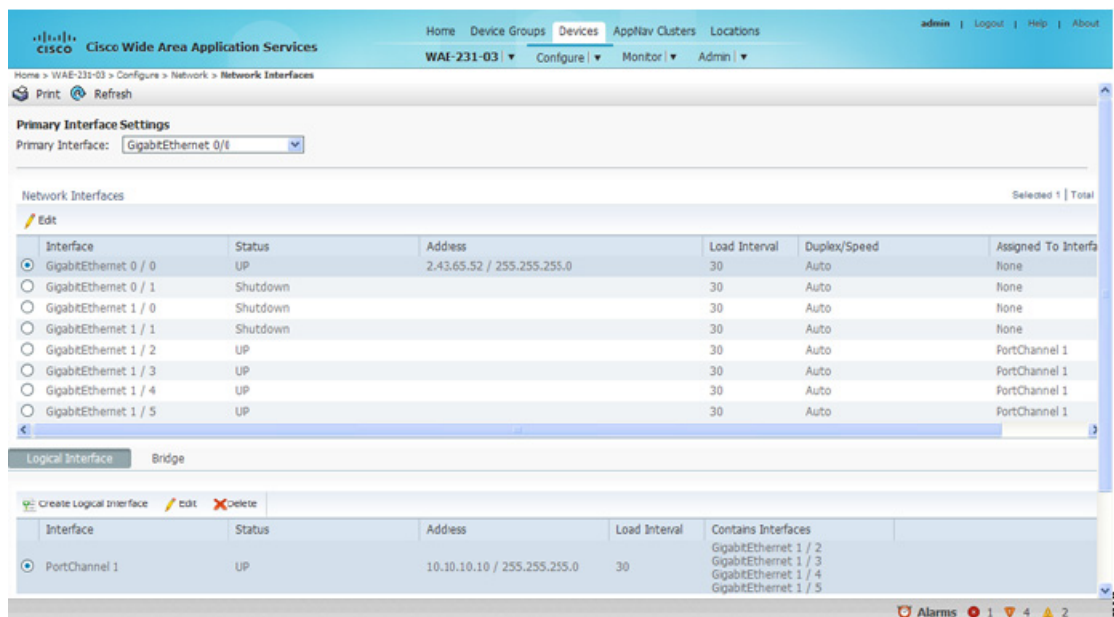 admin | Logout | Help | About
CISCO Cisco Wide Area Application Services
Home Device Groups Devices AppNav Clusters Locations
WAE-231-03 Configure Monitor Admin
Home > WAE-231-03 > Configure > Network > Network Interfaces
Print Refresh
Primary Interface Settings
Primary Interface: GigabitEthernet 0/
Network Interfaces Selected 1 | Total
Edit
Interface Status Address Load Interval Duplex/Speed Assigned To Interfa
GigabitEthernet 0 / 0 UP 2.43.65.52 / 255.255.255.0 30 Auto None
GigabitEthernet 0 / 1 Shutdown 30 Auto None
GigabitEthernet 1 / 0 Shutdown 30 Auto None
GigabitEthernet 1 / 1 Shutdown 30 Auto None
GigabitEthernet 1 / 2 UP 30 Auto PortChannel 1
GigabitEthernet 1 / 3 UP 30 Auto PortChannel 1
GigabitEthernet 1 / 4 UP 30 Auto PortChannel 1
GigabitEthernet 1 / 5 UP 30 Auto PortChannel 1
Logical Interface Bridge
Create Logical Interface Edit Delete
Interface Status Address Load Interval Contains Interfaces
PortChannel 1 UP 10.10.10.10 / 255.255.255.0 30 GigabitEthernet 1 / 2
GigabitEthernet 1 / 3
GigabitEthernet 1 / 4
GigabitEthernet 1 / 5
Alarms 1 4 2